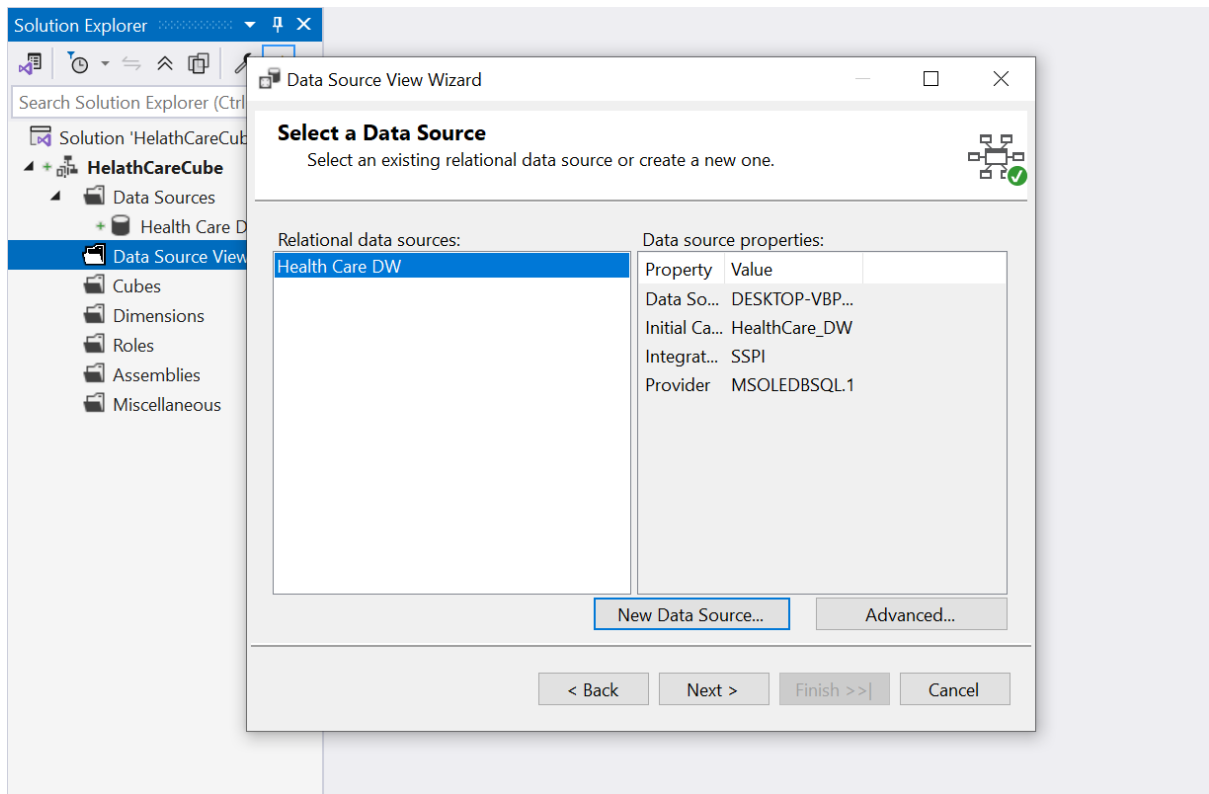 Solution Explorer
Search Solution Explorer (Ctrl
Solution 'HelathCareCub
HelathCareCube
Data Sources
Health Care D
Data Source View
Cubes
Dimensions
Roles
Assemblies
Miscellaneous
Data Source View Wizard
Select a Data Source
Select an existing relational data source or create a new one.
Relational data sources:
Health Care DW
Data source properties:
Property Value
Data So... DESKTOP-VBP...
Initial Ca... HealthCare_DW
Integrat... SSPI
Provider MSOLEDBSQL.1
New Data Source... Advanced...
< Back Next > Finish >>| Cancel